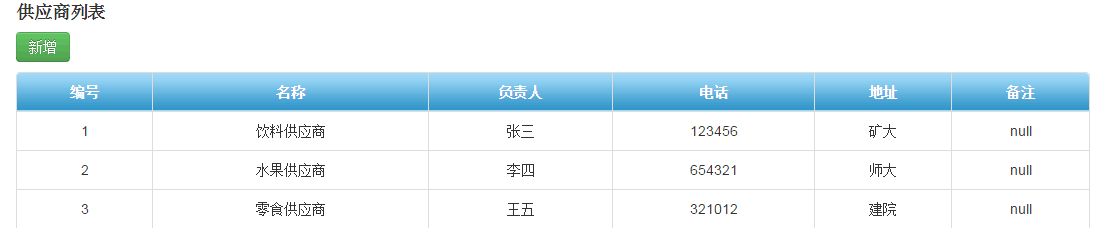 供应商列表
新增
编号 名称 负责人 电话 地址 备注
1 饮料供应商 张三 123456 矿大 null
2 水果供应商 李四 654321 师大 null
3 零食供应商 王五 321012 建院 null